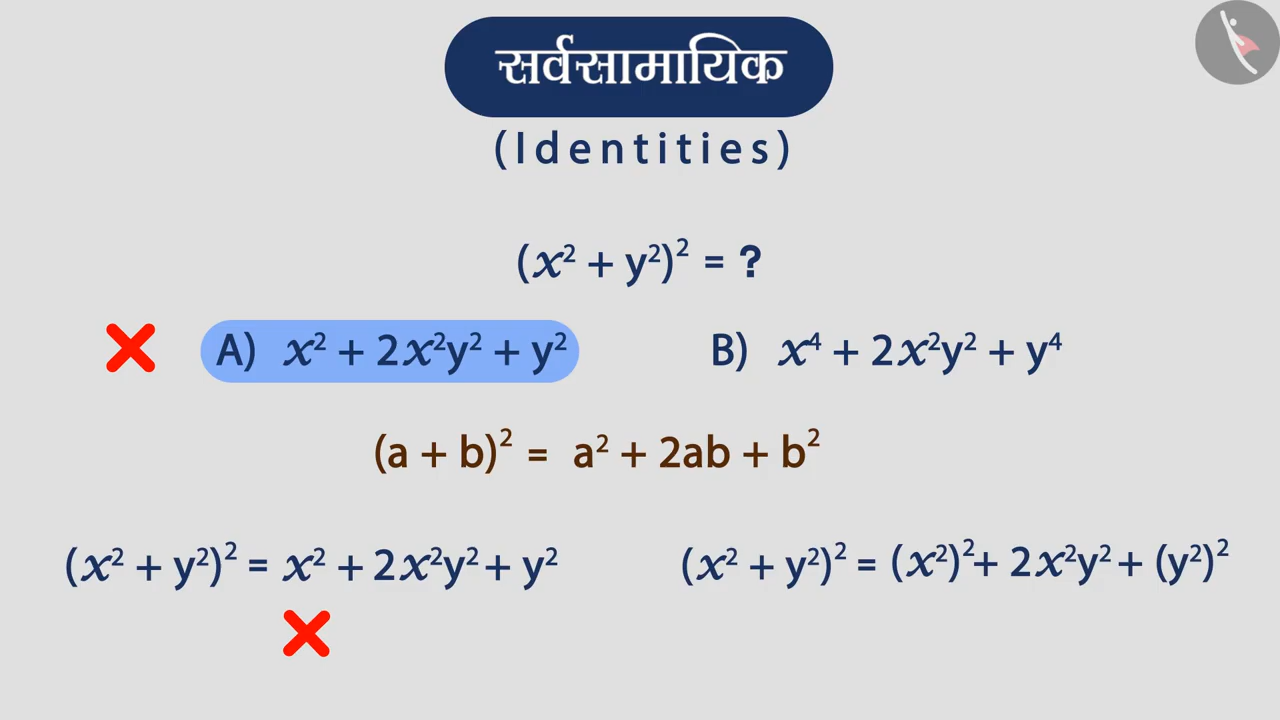 सर्वसामायिक
(Identities)
(x² + y²)² = ?
A) x² + 2x²y² + y² B) x⁴ + 2x²y² + y⁴
(a + b)² = a² + 2ab + b²
(x² + y²)² = x² + 2x²y² + y² (x² + y²)² = (x²)² + 2x²y² + (y²)²